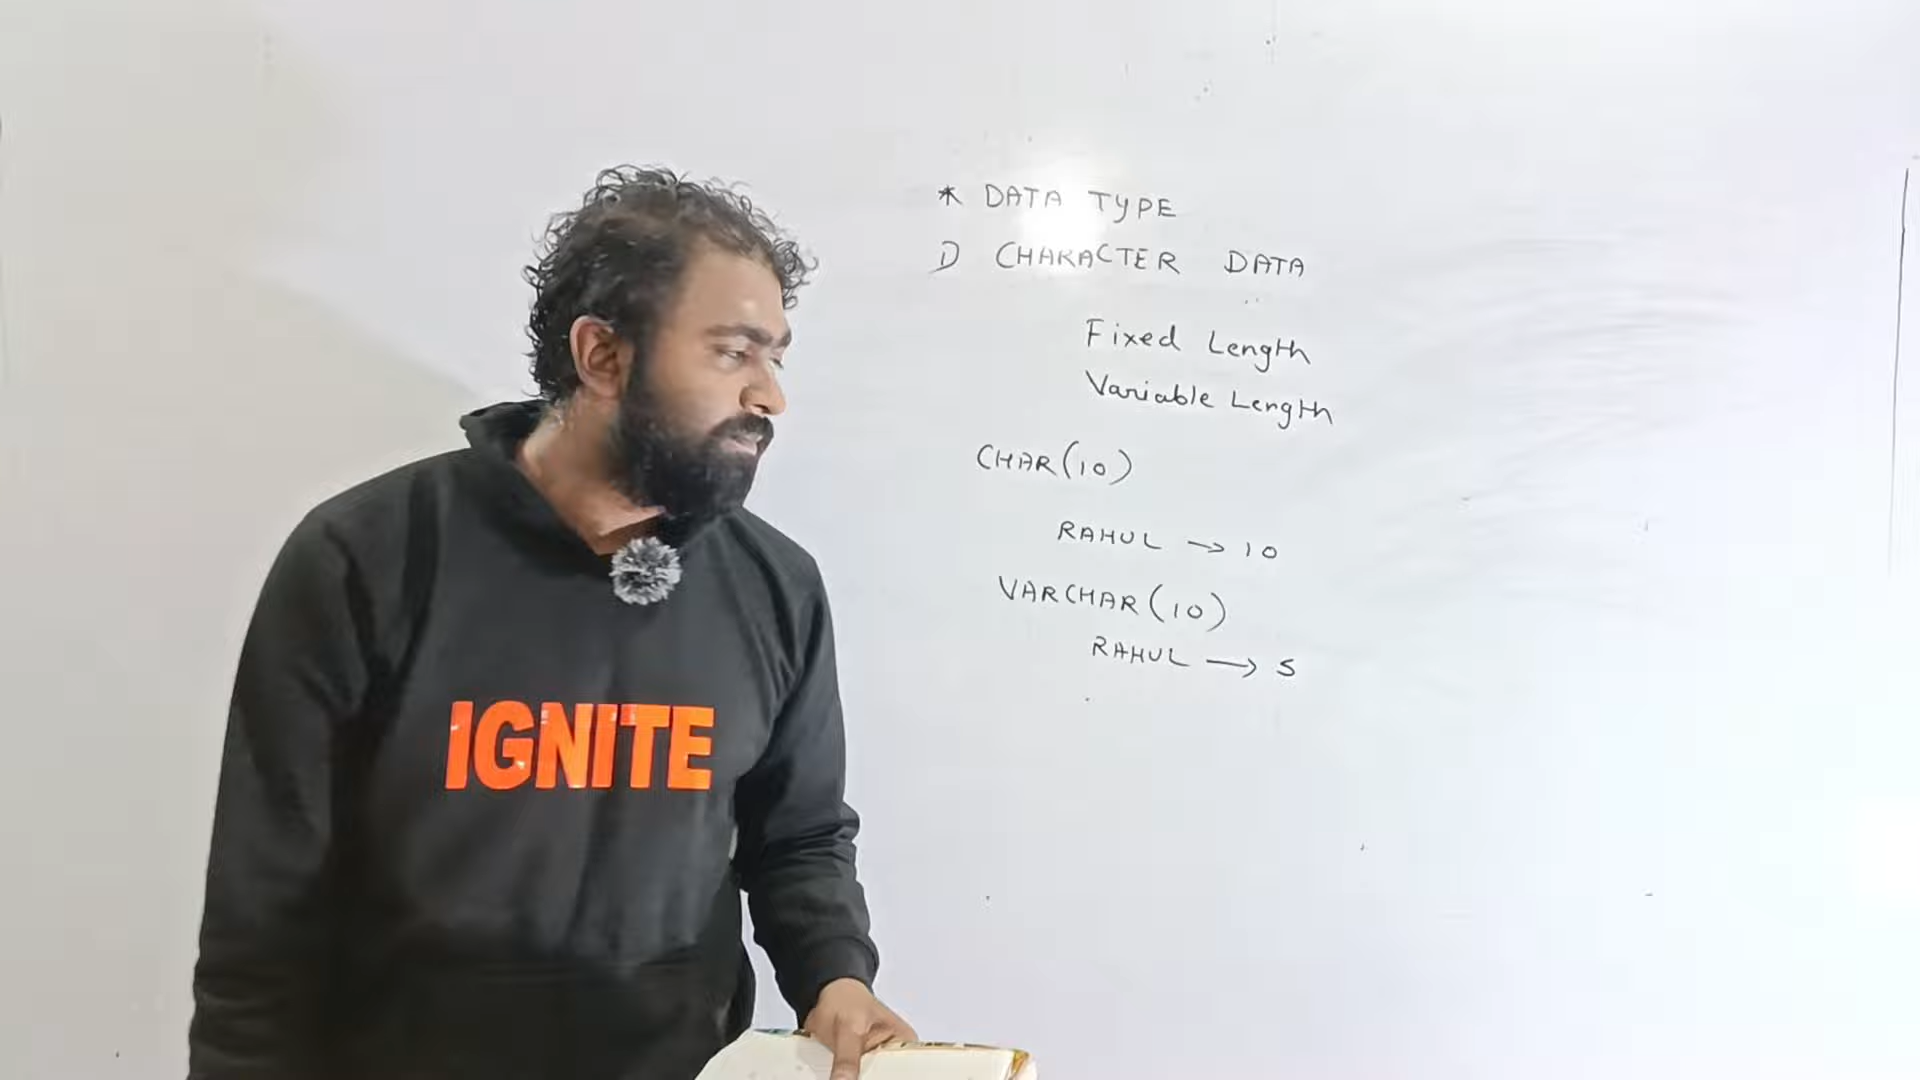 * DATA TYPE
1) CHARACTER DATA
Fixed Length
Variable Length
CHAR(10)
RAHUL → 10
VARCHAR(10)
RAHUL → 5
IGNITE